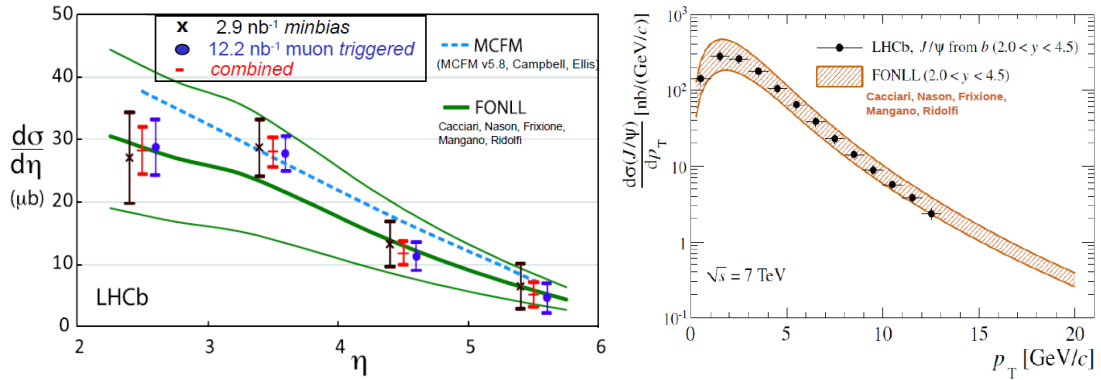 2.9 nb⁻¹ minbias
12.2 nb⁻¹ muon triggered
combined
MCFM
(MCFM v5.8, Campbell, Ellis)
FONLL
Cacciari, Nason, Frixione,
Mangano, Ridolfi
dσ
dη
(μb)
50
40
30
20
10
0
LHCb
2
3
4
5
6
η
LHCb, J/ψ from b (2.0 < y < 4.5)
FONLL (2.0 < y < 4.5)
Cacciari, Nason, Frixione,
Mangano, Ridolfi
dσ(J/ψ)
dp_T
[nb/(GeV/c)]
10³
10²
10
1
10⁻¹
√s = 7 TeV
0
5
10
15
20
p_T [GeV/c]